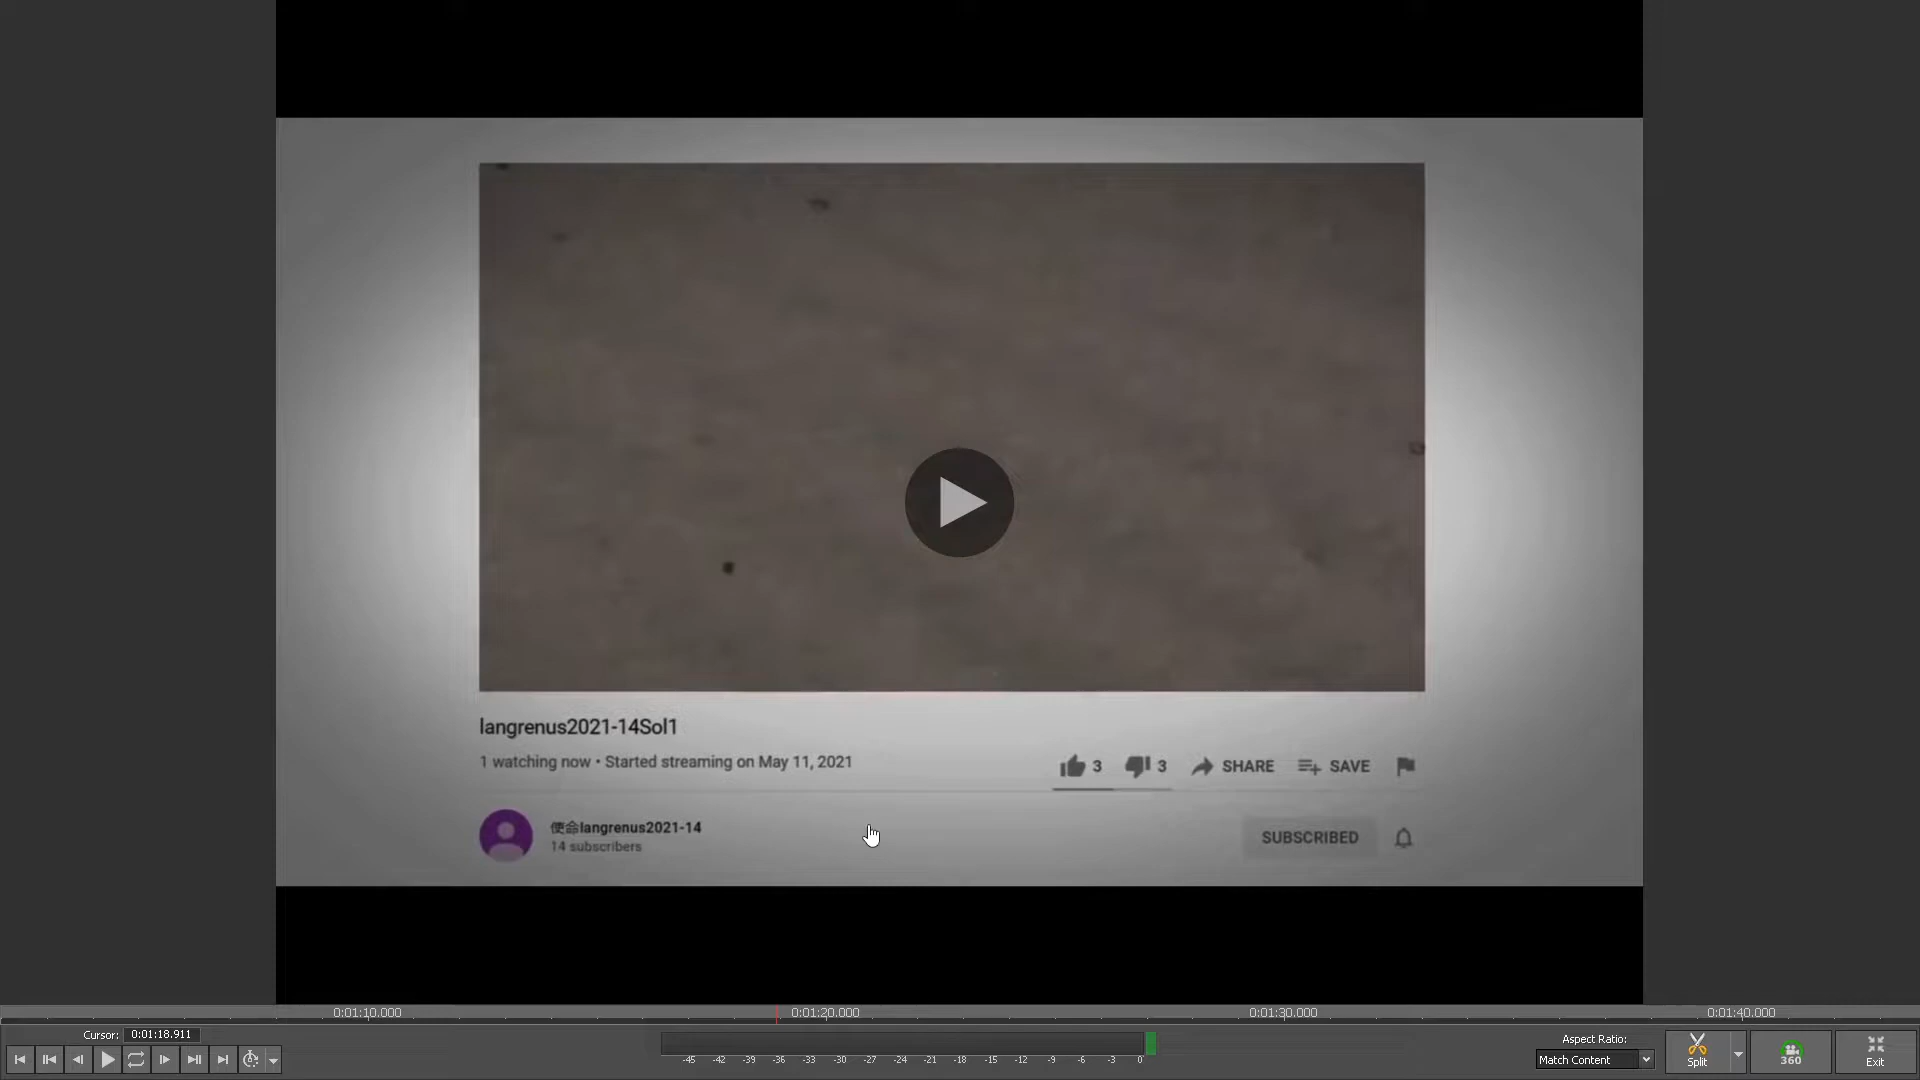 langrenus2021-14Sol1
1 watching now • Started streaming on May 11, 2021
3 3 SHARE SAVE
使命langrenus2021-14
14 subscribers
SUBSCRIBED
0:01:10.000 0:01:20.000 0:01:30.000 0:01:40.000
Cursor: 0:01:18.911
-45 -42 -39 -36 -33 -30 -27 -24 -21 -18 -15 -12 -9 -6 -3 0
Aspect Ratio:
Match Content
Split
360
Exit